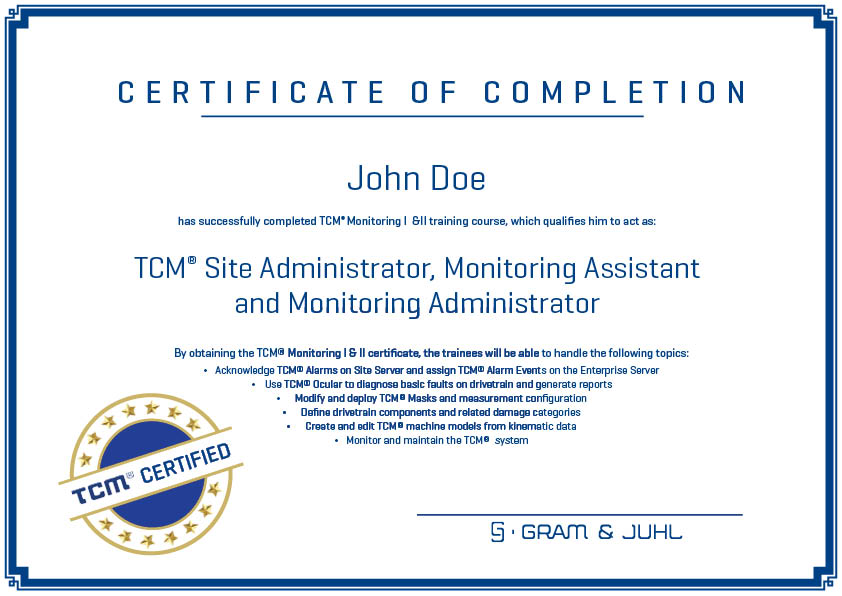 CERTIFICATE OF COMPLETION
John Doe
has successfully completed TCM® Monitoring I &II training course, which qualifies him to act as:
TCM® Site Administrator, Monitoring Assistant
and Monitoring Administrator
By obtaining the TCM® Monitoring I & II certificate, the trainees will be able to handle the following topics:
• Acknowledge TCM® Alarms on Site Server and assign TCM® Alarm Events on the Enterprise Server
• Use TCM® Ocular to diagnose basic faults on drivetrain and generate reports
• Modify and deploy TCM® Masks and measurement configuration
• Define drivetrain components and related damage categories
• Create and edit TCM® machine models from kinematic data
• Monitor and maintain the TCM® system
TCM® CERTIFIED
GRAM & JUHL